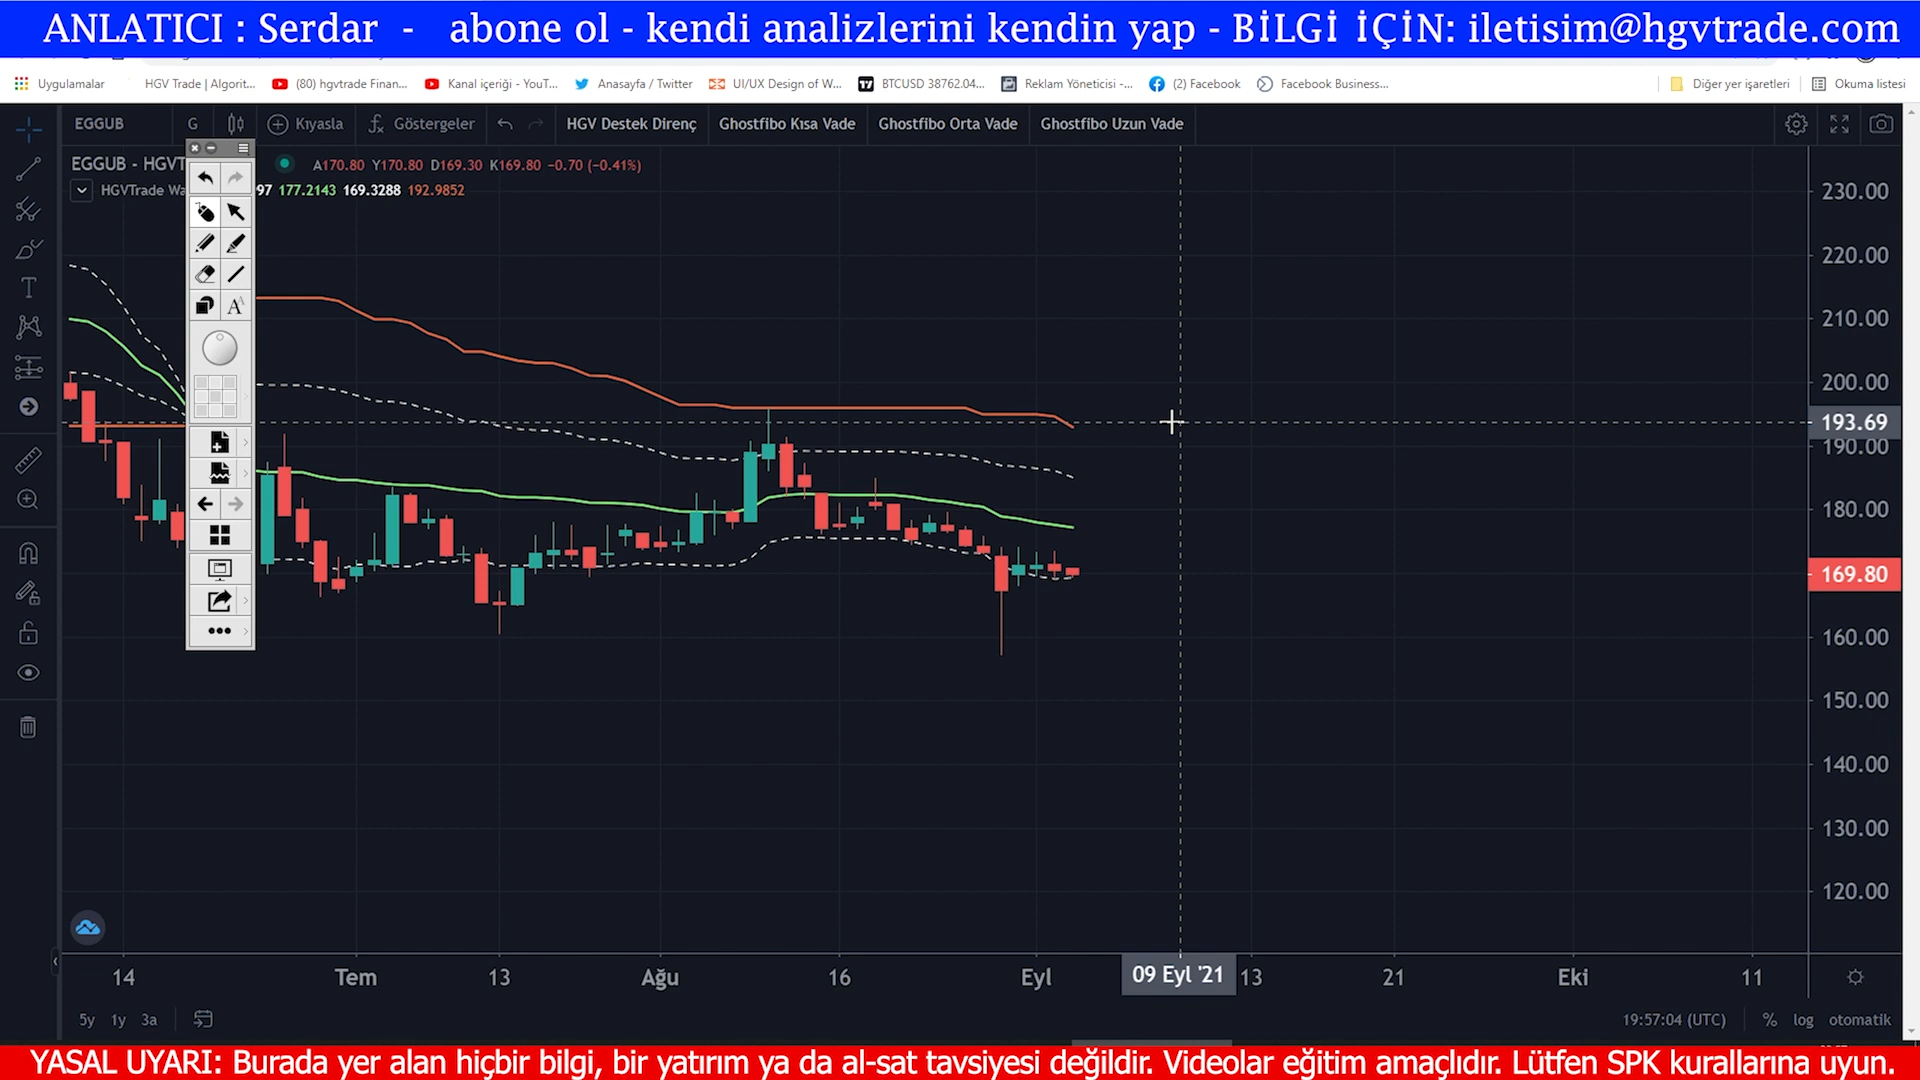 ANLATICI : Serdar - abone ol - kendi analizlerini kendin yap - BİLGİ İÇİN: iletisim@hgvtrade.com
Uygulamalar HGV Trade | Algorit... (80) hgvtrade Finan... Kanal içeriği - YouT... Anasayfa / Twitter UI/UX Design of W... BTCUSD 38762.04... Reklam Yöneticisi -... (2) Facebook Facebook Business... Diğer yer işaretleri Okuma listesi
EGGUB G Kıyasla Göstergeler HGV Destek Direnç Ghostfibo Kısa Vade Ghostfibo Orta Vade Ghostfibo Uzun Vade
EGGUB - HGVT A170.80 Y170.80 D169.30 K169.80 −0.70 (−0.41%)
HGVTrade Wa 97 177.2143 169.3288 192.9852
230.00
220.00
210.00
200.00
193.69
190.00
180.00
169.80
160.00
150.00
140.00
130.00
120.00
14 Tem 13 Ağu 16 Eyl 09 Eyl '21 13 21 Eki 11
5y 1y 3a 19:57:04 (UTC) % log otomatik
YASAL UYARI: Burada yer alan hiçbir bilgi, bir yatırım ya da al-sat tavsiyesi değildir. Videolar eğitim amaçlıdır. Lütfen SPK kurallarına uyun.